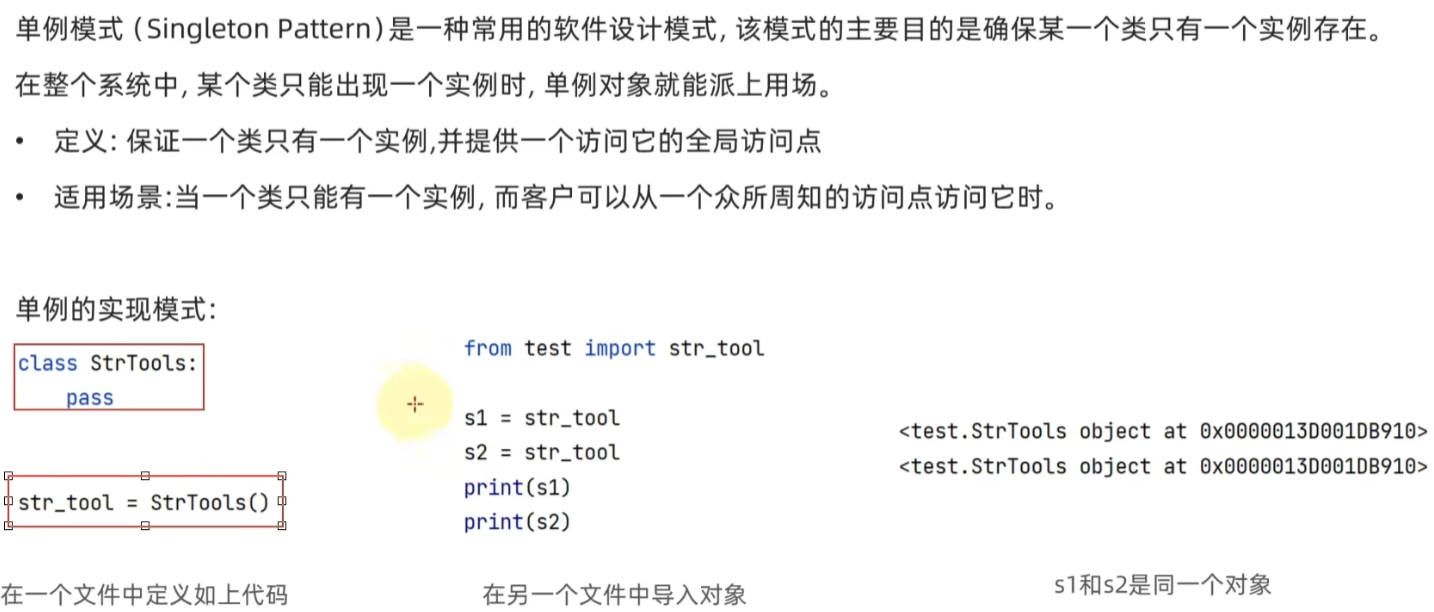 单例模式（Singleton Pattern）是一种常用的软件设计模式, 该模式的主要目的是确保某一个类只有一个实例存在。
在整个系统中, 某个类只能出现一个实例时, 单例对象就能派上用场。
• 定义: 保证一个类只有一个实例,并提供一个访问它的全局访问点
• 适用场景:当一个类只能有一个实例, 而客户可以从一个众所周知的访问点访问它时。
单例的实现模式:
class StrTools:
    pass
str_tool = StrTools()
在一个文件中定义如上代码
from test import str_tool
s1 = str_tool
s2 = str_tool
print(s1)
print(s2)
在另一个文件中导入对象
<test.StrTools object at 0x0000013D001DB910>
<test.StrTools object at 0x0000013D001DB910>
s1和s2是同一个对象